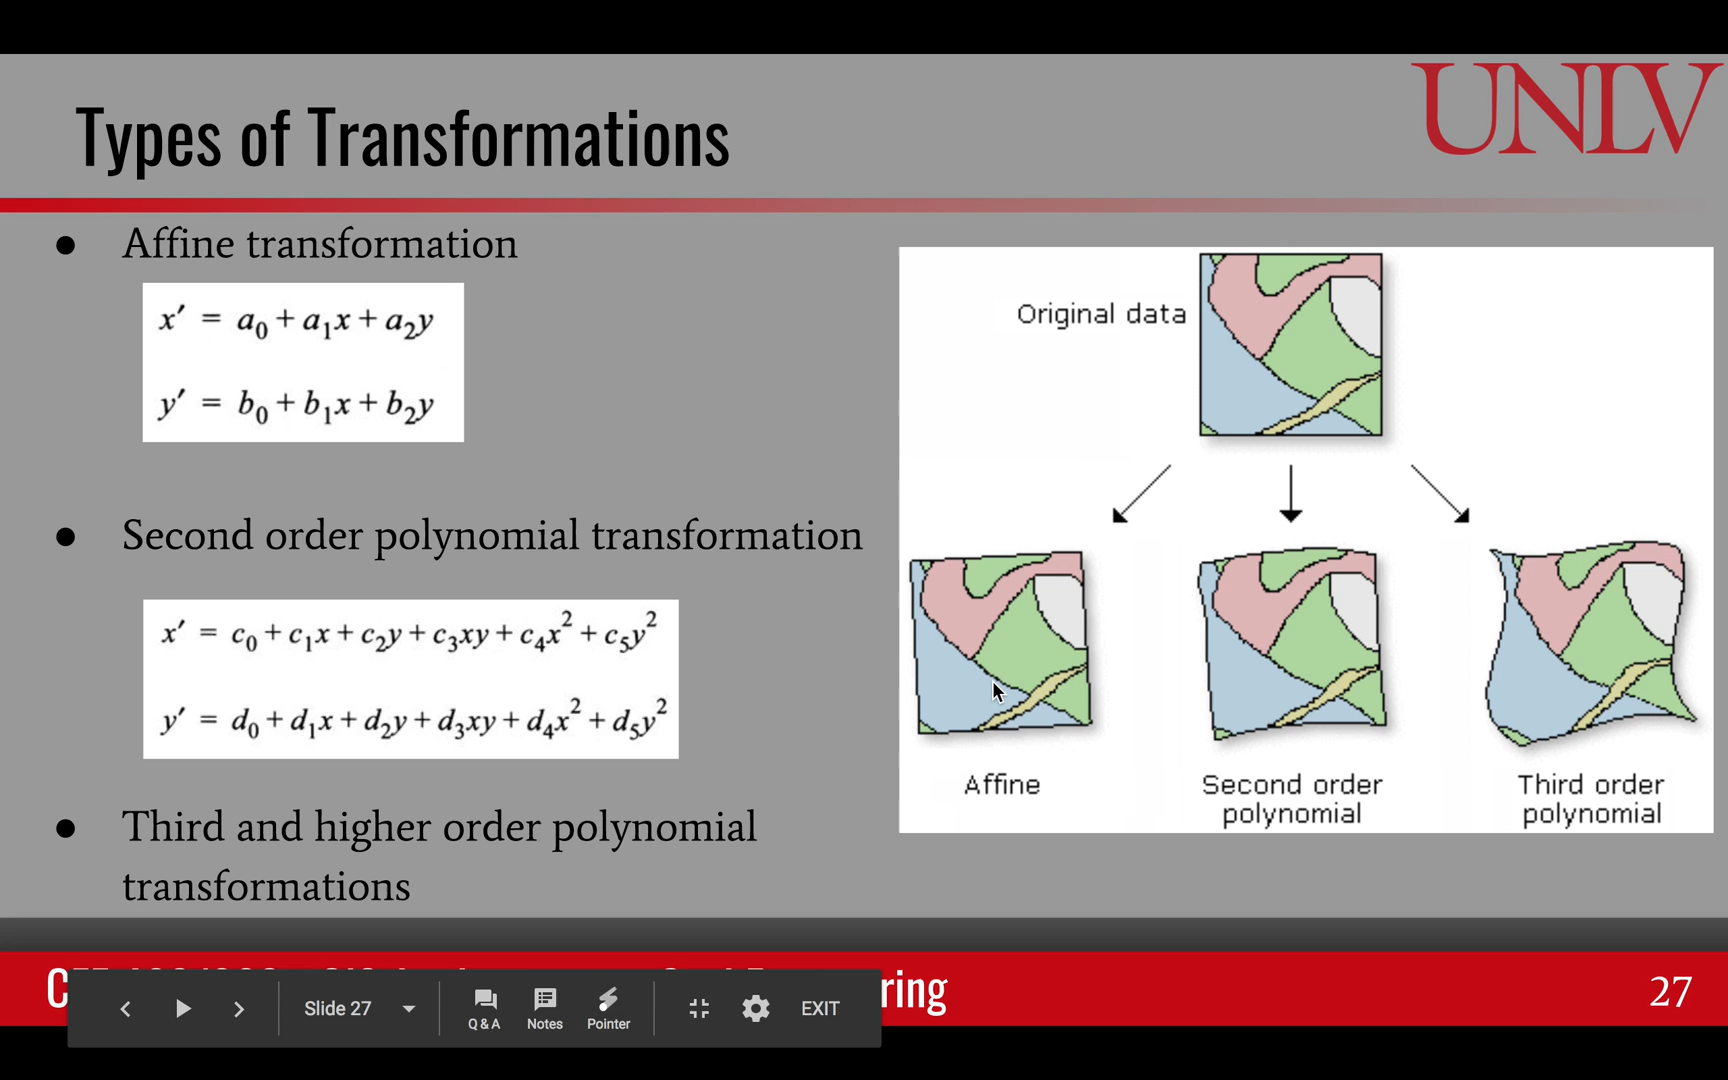 UNLV
Types of Transformations
● Affine transformation
x′ = a₀ + a₁x + a₂y
y′ = b₀ + b₁x + b₂y
● Second order polynomial transformation
x′ = c₀ + c₁x + c₂y + c₃xy + c₄x² + c₅y²
y′ = d₀ + d₁x + d₂y + d₃xy + d₄x² + d₅y²
● Third and higher order polynomial
transformations
Original data
Affine
Second order
polynomial
Third order
polynomial
27
Slide 27
Q & A
Notes
Pointer
EXIT